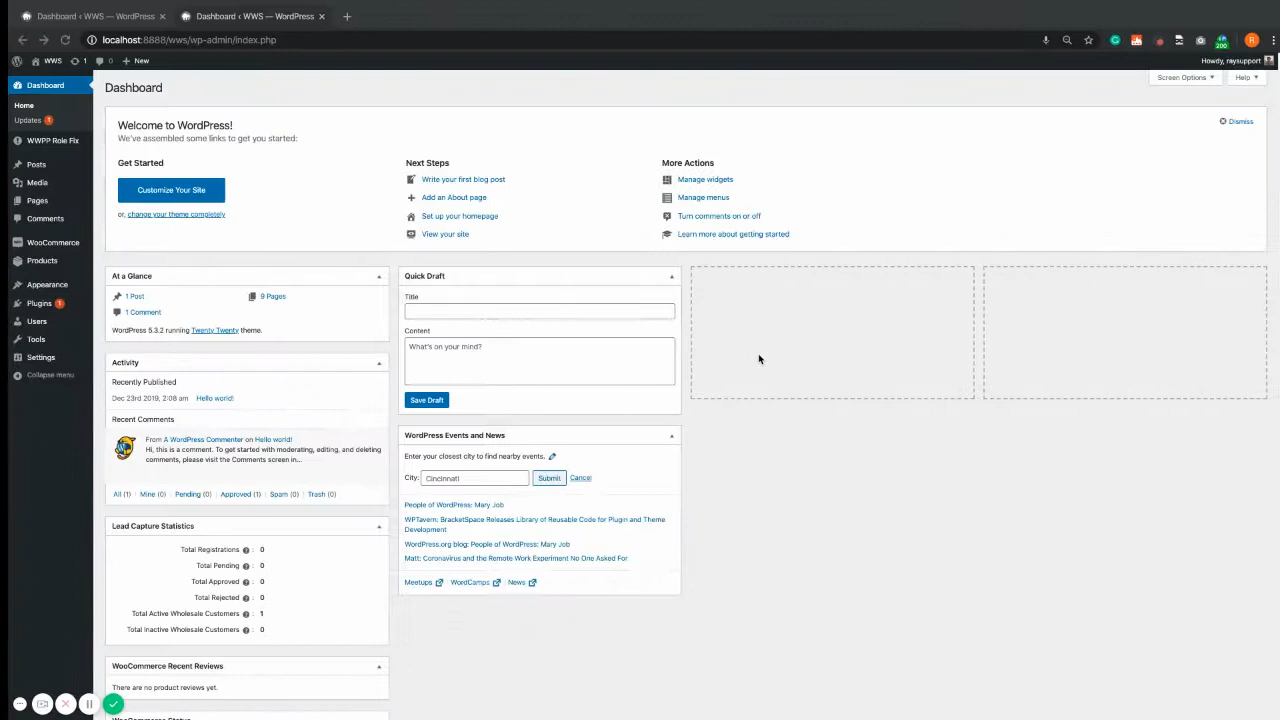 Dashboard ‹ WWS — WordPress
Dashboard ‹ WWS — WordPress
localhost:8888/wws/wp-admin/index.php
200
R
WWS
1
0
New
Howdy, raysupport
Dashboard
Home
Updates 1
WWPP Role Fix
Posts
Media
Pages
Comments
WooCommerce
Products
Appearance
Plugins 1
Users
Tools
Settings
Collapse menu
Dashboard
Screen Options
Help
Welcome to WordPress!
We've assembled some links to get you started:
Dismiss
Get Started
Customize Your Site
or, change your theme completely
Next Steps
Write your first blog post
Add an About page
Set up your homepage
View your site
More Actions
Manage widgets
Manage menus
Turn comments on or off
Learn more about getting started
At a Glance
1 Post
9 Pages
1 Comment
WordPress 5.3.2 running Twenty Twenty theme.
Activity
Recently Published
Dec 23rd 2019, 2:08 am Hello world!
Recent Comments
From A WordPress Commenter on Hello world!
Hi, this is a comment. To get started with moderating, editing, and deleting
comments, please visit the Comments screen in...
All (1) Mine (0) Pending (0) Approved (1) Spam (0) Trash (0)
Lead Capture Statistics
Total Registrations : 0
Total Pending : 0
Total Approved : 0
Total Rejected : 0
Total Active Wholesale Customers : 1
Total Inactive Wholesale Customers : 0
WooCommerce Recent Reviews
There are no product reviews yet.
WooCommerce Status
Quick Draft
Title
Content
What's on your mind?
Save Draft
WordPress Events and News
Enter your closest city to find nearby events.
City: Cincinnati Submit Cancel
People of WordPress: Mary Job
WPTavern: BracketSpace Releases Library of Reusable Code for Plugin and Theme
Development
WordPress.org blog: People of WordPress: Mary Job
Matt: Coronavirus and the Remote Work Experiment No One Asked For
Meetups WordCamps News